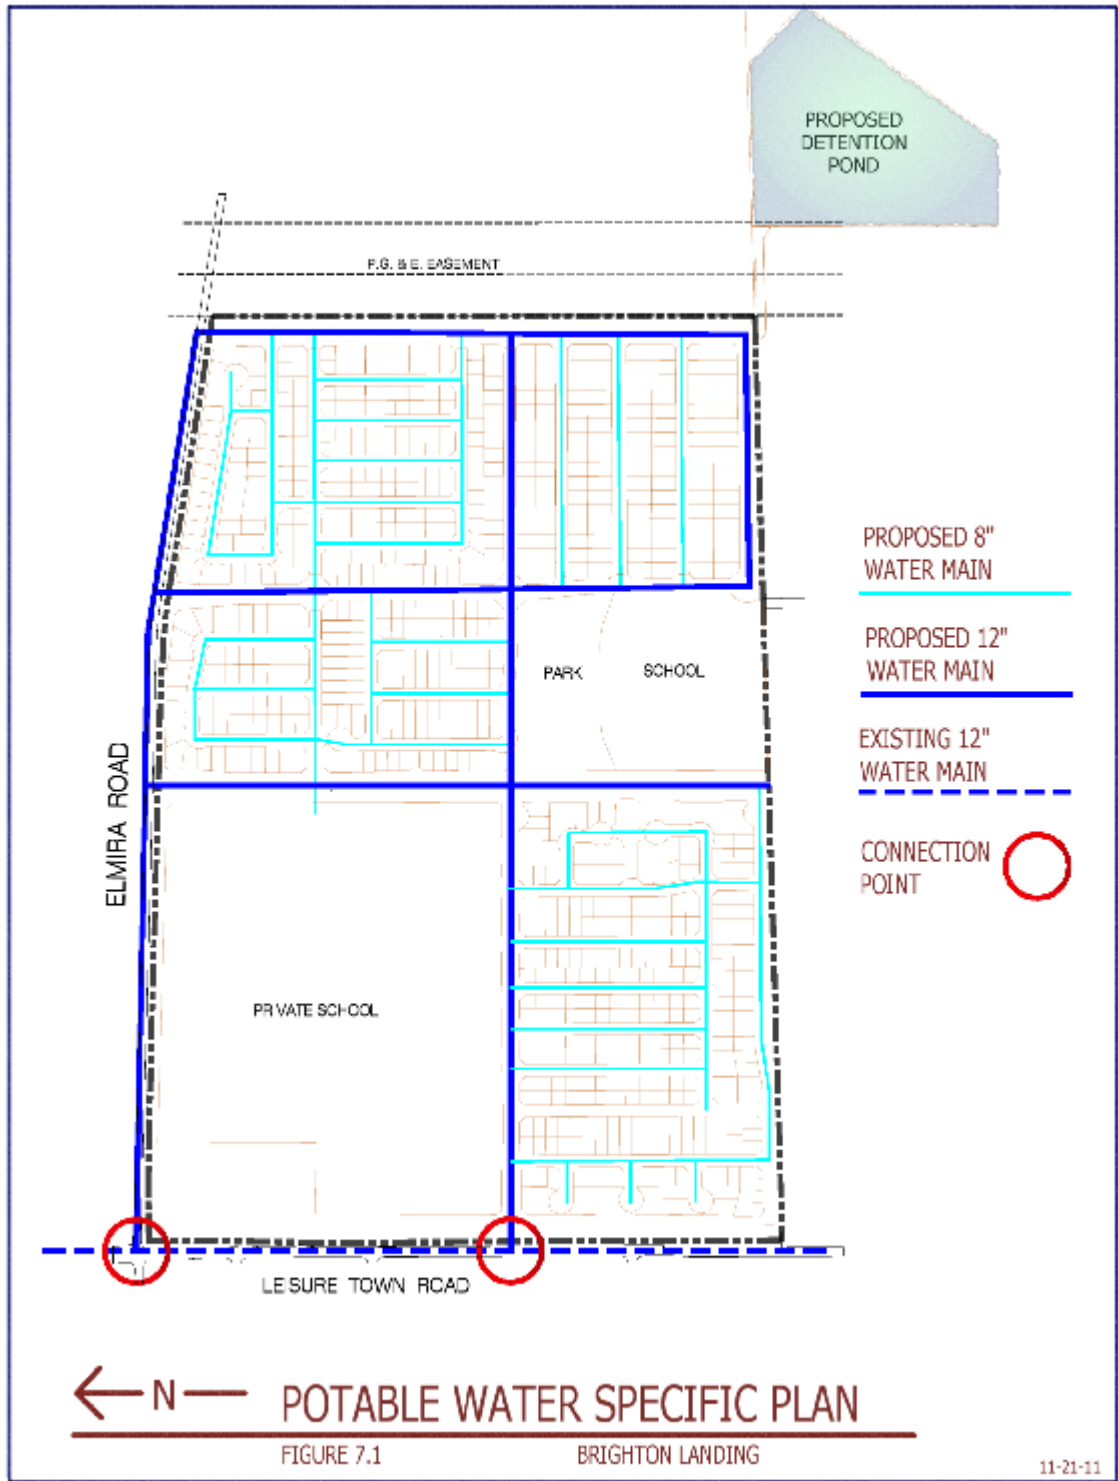 PROPOSED
DETENTION
POND
P.G. & E. EASEMENT
PROPOSED 8"
WATER MAIN
PROPOSED 12"
WATER MAIN
PARK
SCHOOL
EXISTING 12"
WATER MAIN
ELMIRA ROAD
CONNECTION
POINT
PRIVATE SCHOOL
LEISURE TOWN ROAD
N
POTABLE WATER SPECIFIC PLAN
FIGURE 7.1
BRIGHTON LANDING
11-21-11